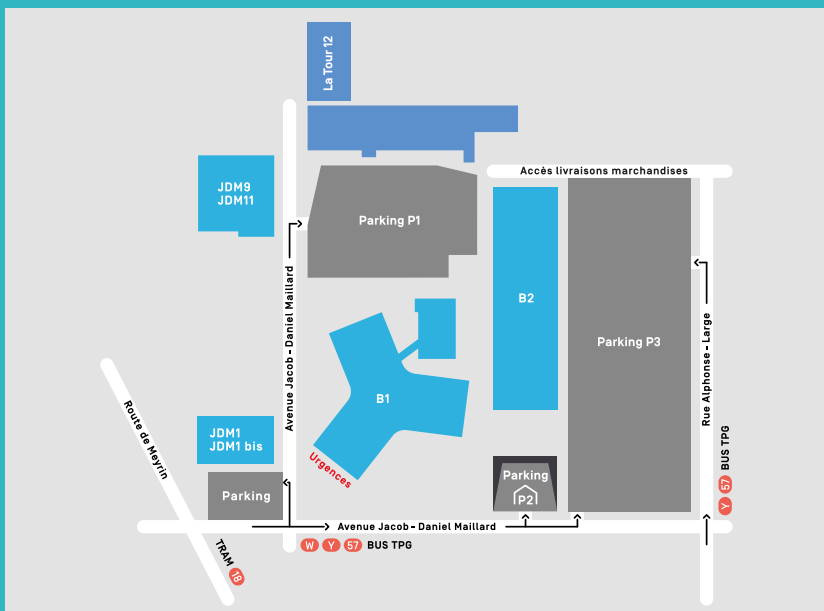 La Tour 12
JDM9
JDM11
Accès livraisons marchandises
Parking P1
Avenue Jacob - Daniel Maillard
B2
Parking P3
Rue Alphonse - Large
B1
Route de Meyrin
JDM1
JDM1 bis
Urgences
Parking
Parking
P2
Y 57 BUS TPG
Avenue Jacob - Daniel Maillard
W Y 57 BUS TPG
TRAM 18